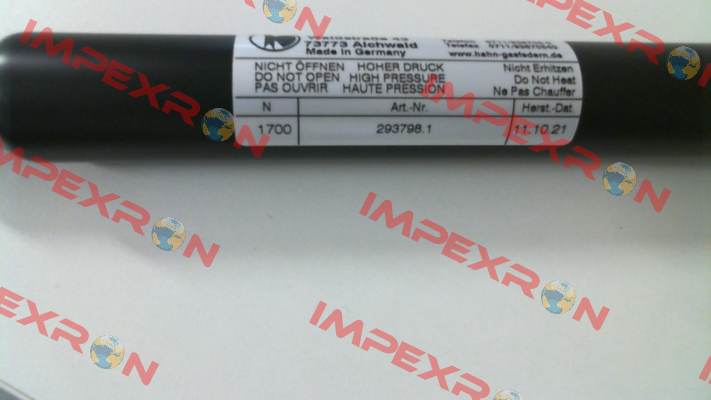 73773 Aichwald
Made in Germany
www.hahn-gasfedern.de
NICHT ÖFFNEN HOHER DRUCK
DO NOT OPEN HIGH PRESSURE
PAS OUVRIR HAUTE PRESSION
Nicht Erhitzen
Do Not Heat
Ne Pas Chauffer
N Art.-Nr. Herst.-Dat
1700 293798.1 11.10.21
IMPEXRON
IMPEXRON
IMPEXRON
IMPEXRON
IMPEXRON
IMPEXRON